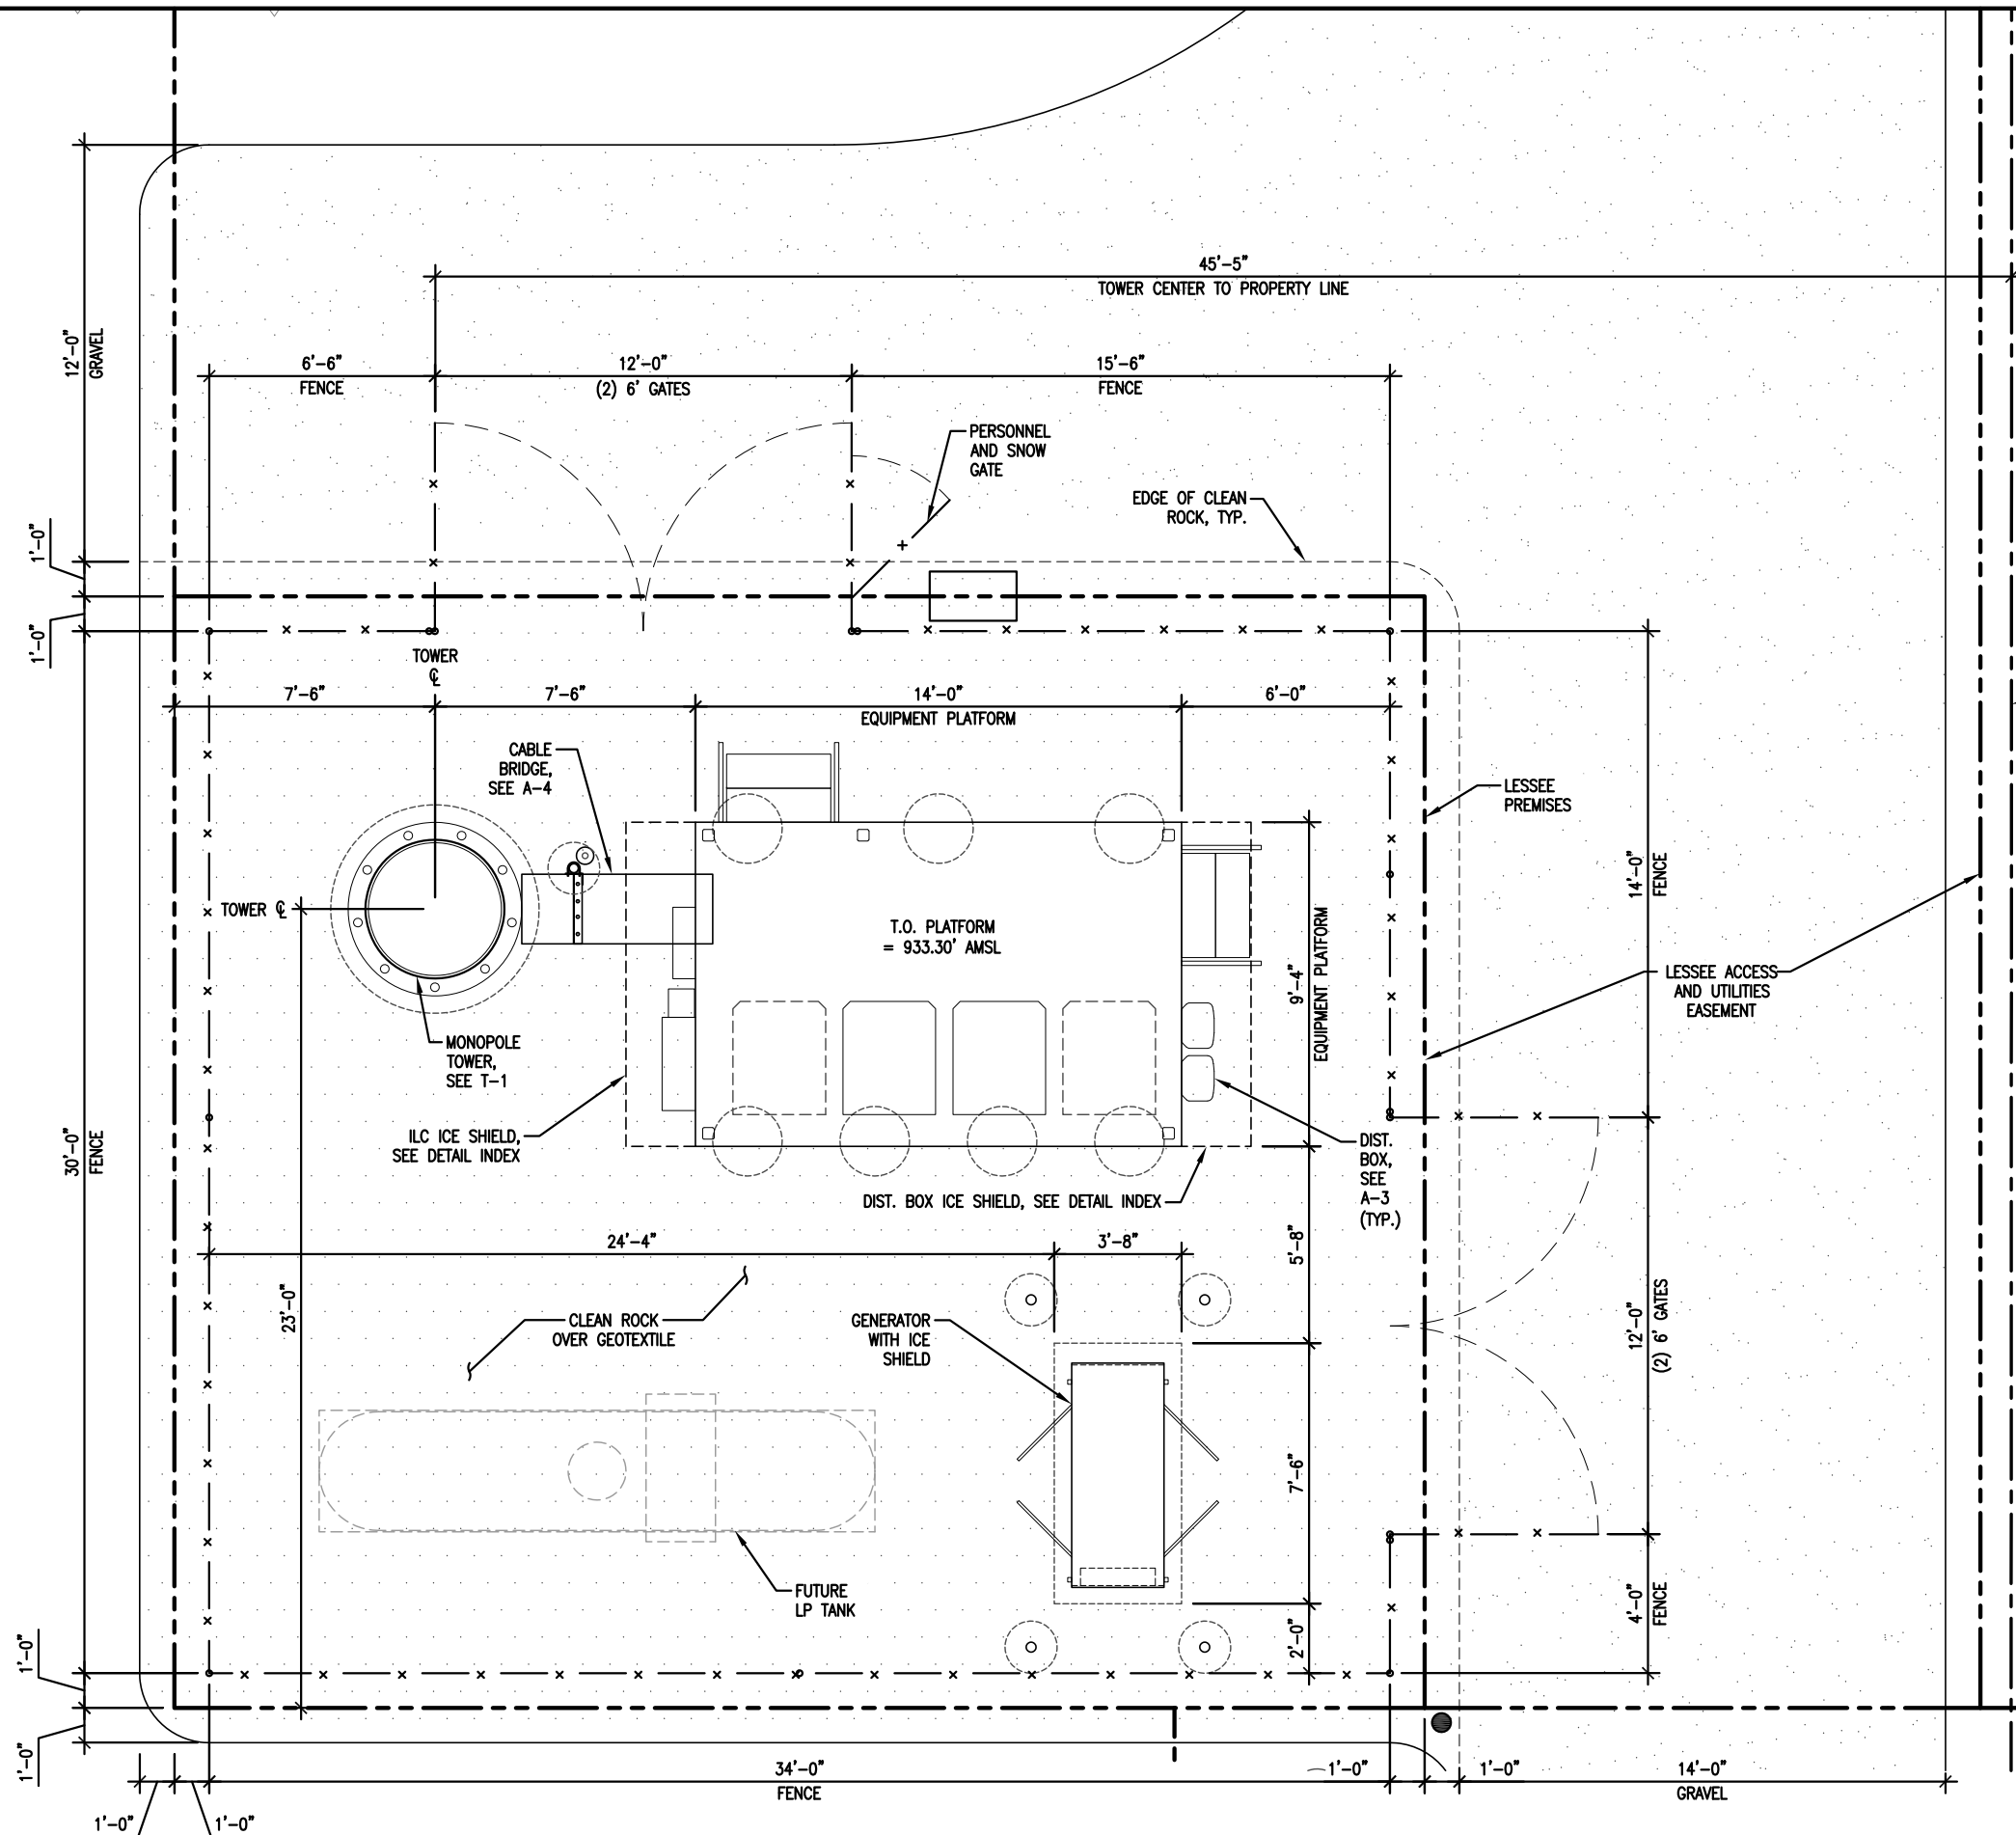 45'-5"
TOWER CENTER TO PROPERTY LINE
12'-0"
GRAVEL
6'-6"
FENCE
12'-0"
(2) 6' GATES
15'-6"
FENCE
PERSONNEL
AND SNOW
GATE
EDGE OF CLEAN
ROCK, TYP.
1'-0"
1'-0"
TOWER
℄
7'-6"
7'-6"
14'-0"
EQUIPMENT PLATFORM
6'-0"
CABLE
BRIDGE,
SEE A-4
LESSEE
PREMISES
14'-0"
FENCE
TOWER ℄
T.O. PLATFORM
= 933.30' AMSL
9'-4"
EQUIPMENT PLATFORM
LESSEE ACCESS
AND UTILITIES
EASEMENT
MONOPOLE
TOWER,
SEE T-1
30'-0"
FENCE
ILC ICE SHIELD,
SEE DETAIL INDEX
DIST.
BOX,
SEE
A-3
(TYP.)
DIST. BOX ICE SHIELD, SEE DETAIL INDEX
24'-4"
3'-8"
5'-8"
23'-0"
CLEAN ROCK
OVER GEOTEXTILE
GENERATOR
WITH ICE
SHIELD
12'-0"
(2) 6' GATES
7'-6"
FUTURE
LP TANK
4'-0"
FENCE
2'-0"
1'-0"
1'-0"
34'-0"
FENCE
1'-0"
1'-0"
14'-0"
GRAVEL
1'-0"
1'-0"